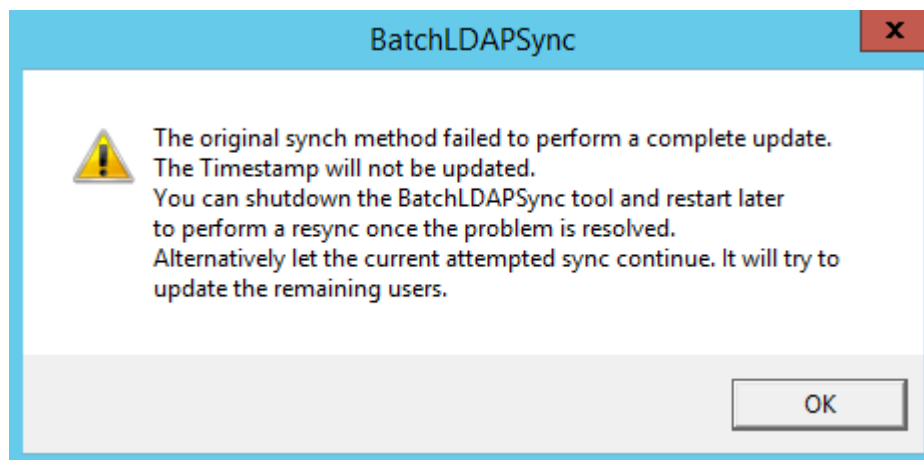 BatchLDAPSync
x
The original synch method failed to perform a complete update.
The Timestamp will not be updated.
You can shutdown the BatchLDAPSync tool and restart later
to perform a resync once the problem is resolved.
Alternatively let the current attempted sync continue. It will try to
update the remaining users.
OK